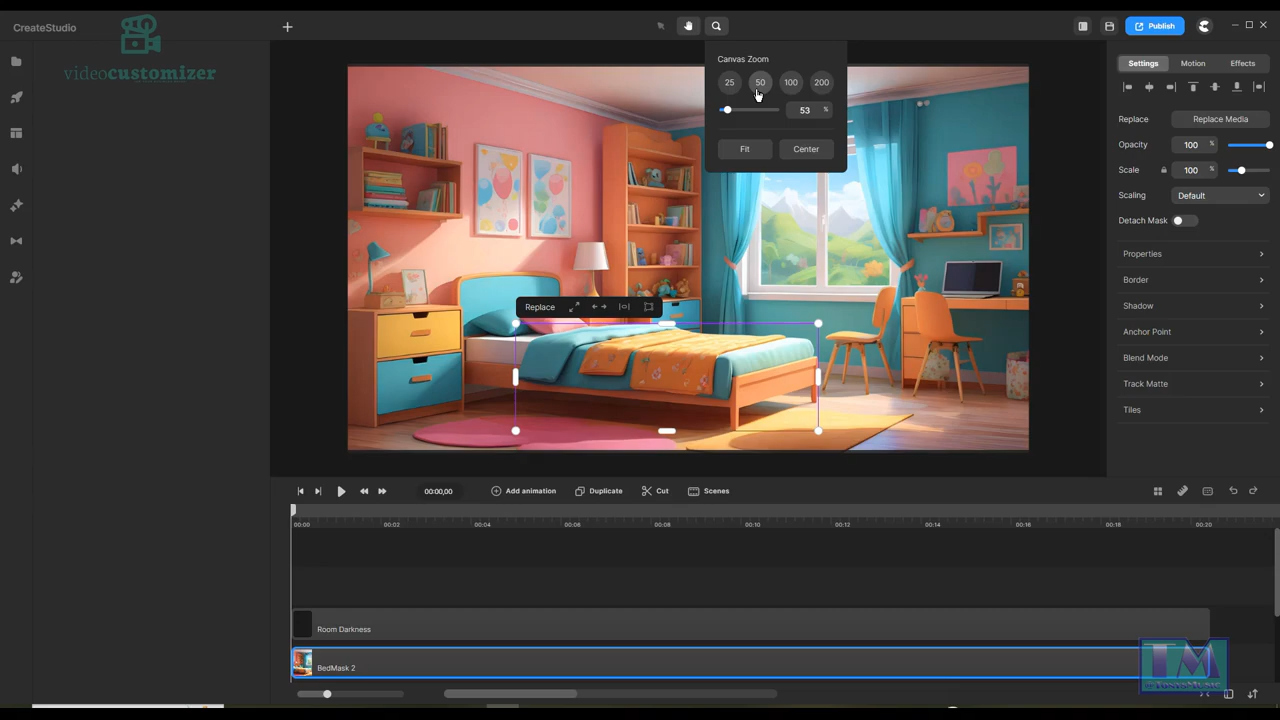 CreateStudio
videocustomizer
Publish
Canvas Zoom
25 50 100 200
53 %
Fit Center
Settings Motion Effects
Replace Replace Media
Opacity 100 %
Scale 100 %
Scaling Default
Detach Mask
Properties
Border
Shadow
Anchor Point
Blend Mode
Track Matte
Tiles
Replace
00:00,00
Add animation Duplicate Cut Scenes
00:00 00:02 00:04 00:06 00:08 00:10 00:12 00:14 00:16 00:18 00:20
Room Darkness
BedMask 2
TM